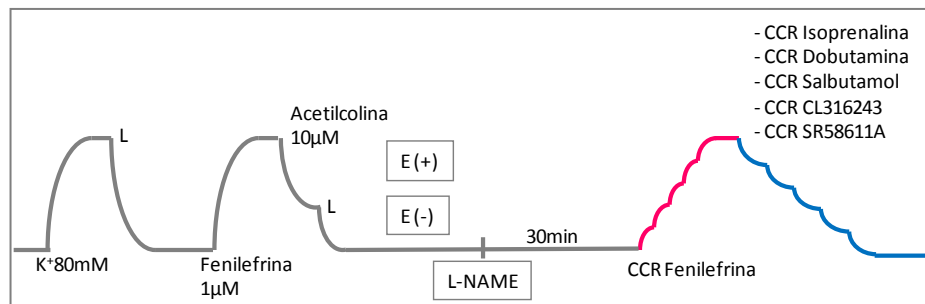 - CCR Isoprenalina
- CCR Dobutamina
- CCR Salbutamol
- CCR CL316243
- CCR SR58611A
Acetilcolina
10µM
L
E (+)
L
E (-)
30min
K⁺80mM
Fenilefrina
1µM
L-NAME
CCR Fenilefrina